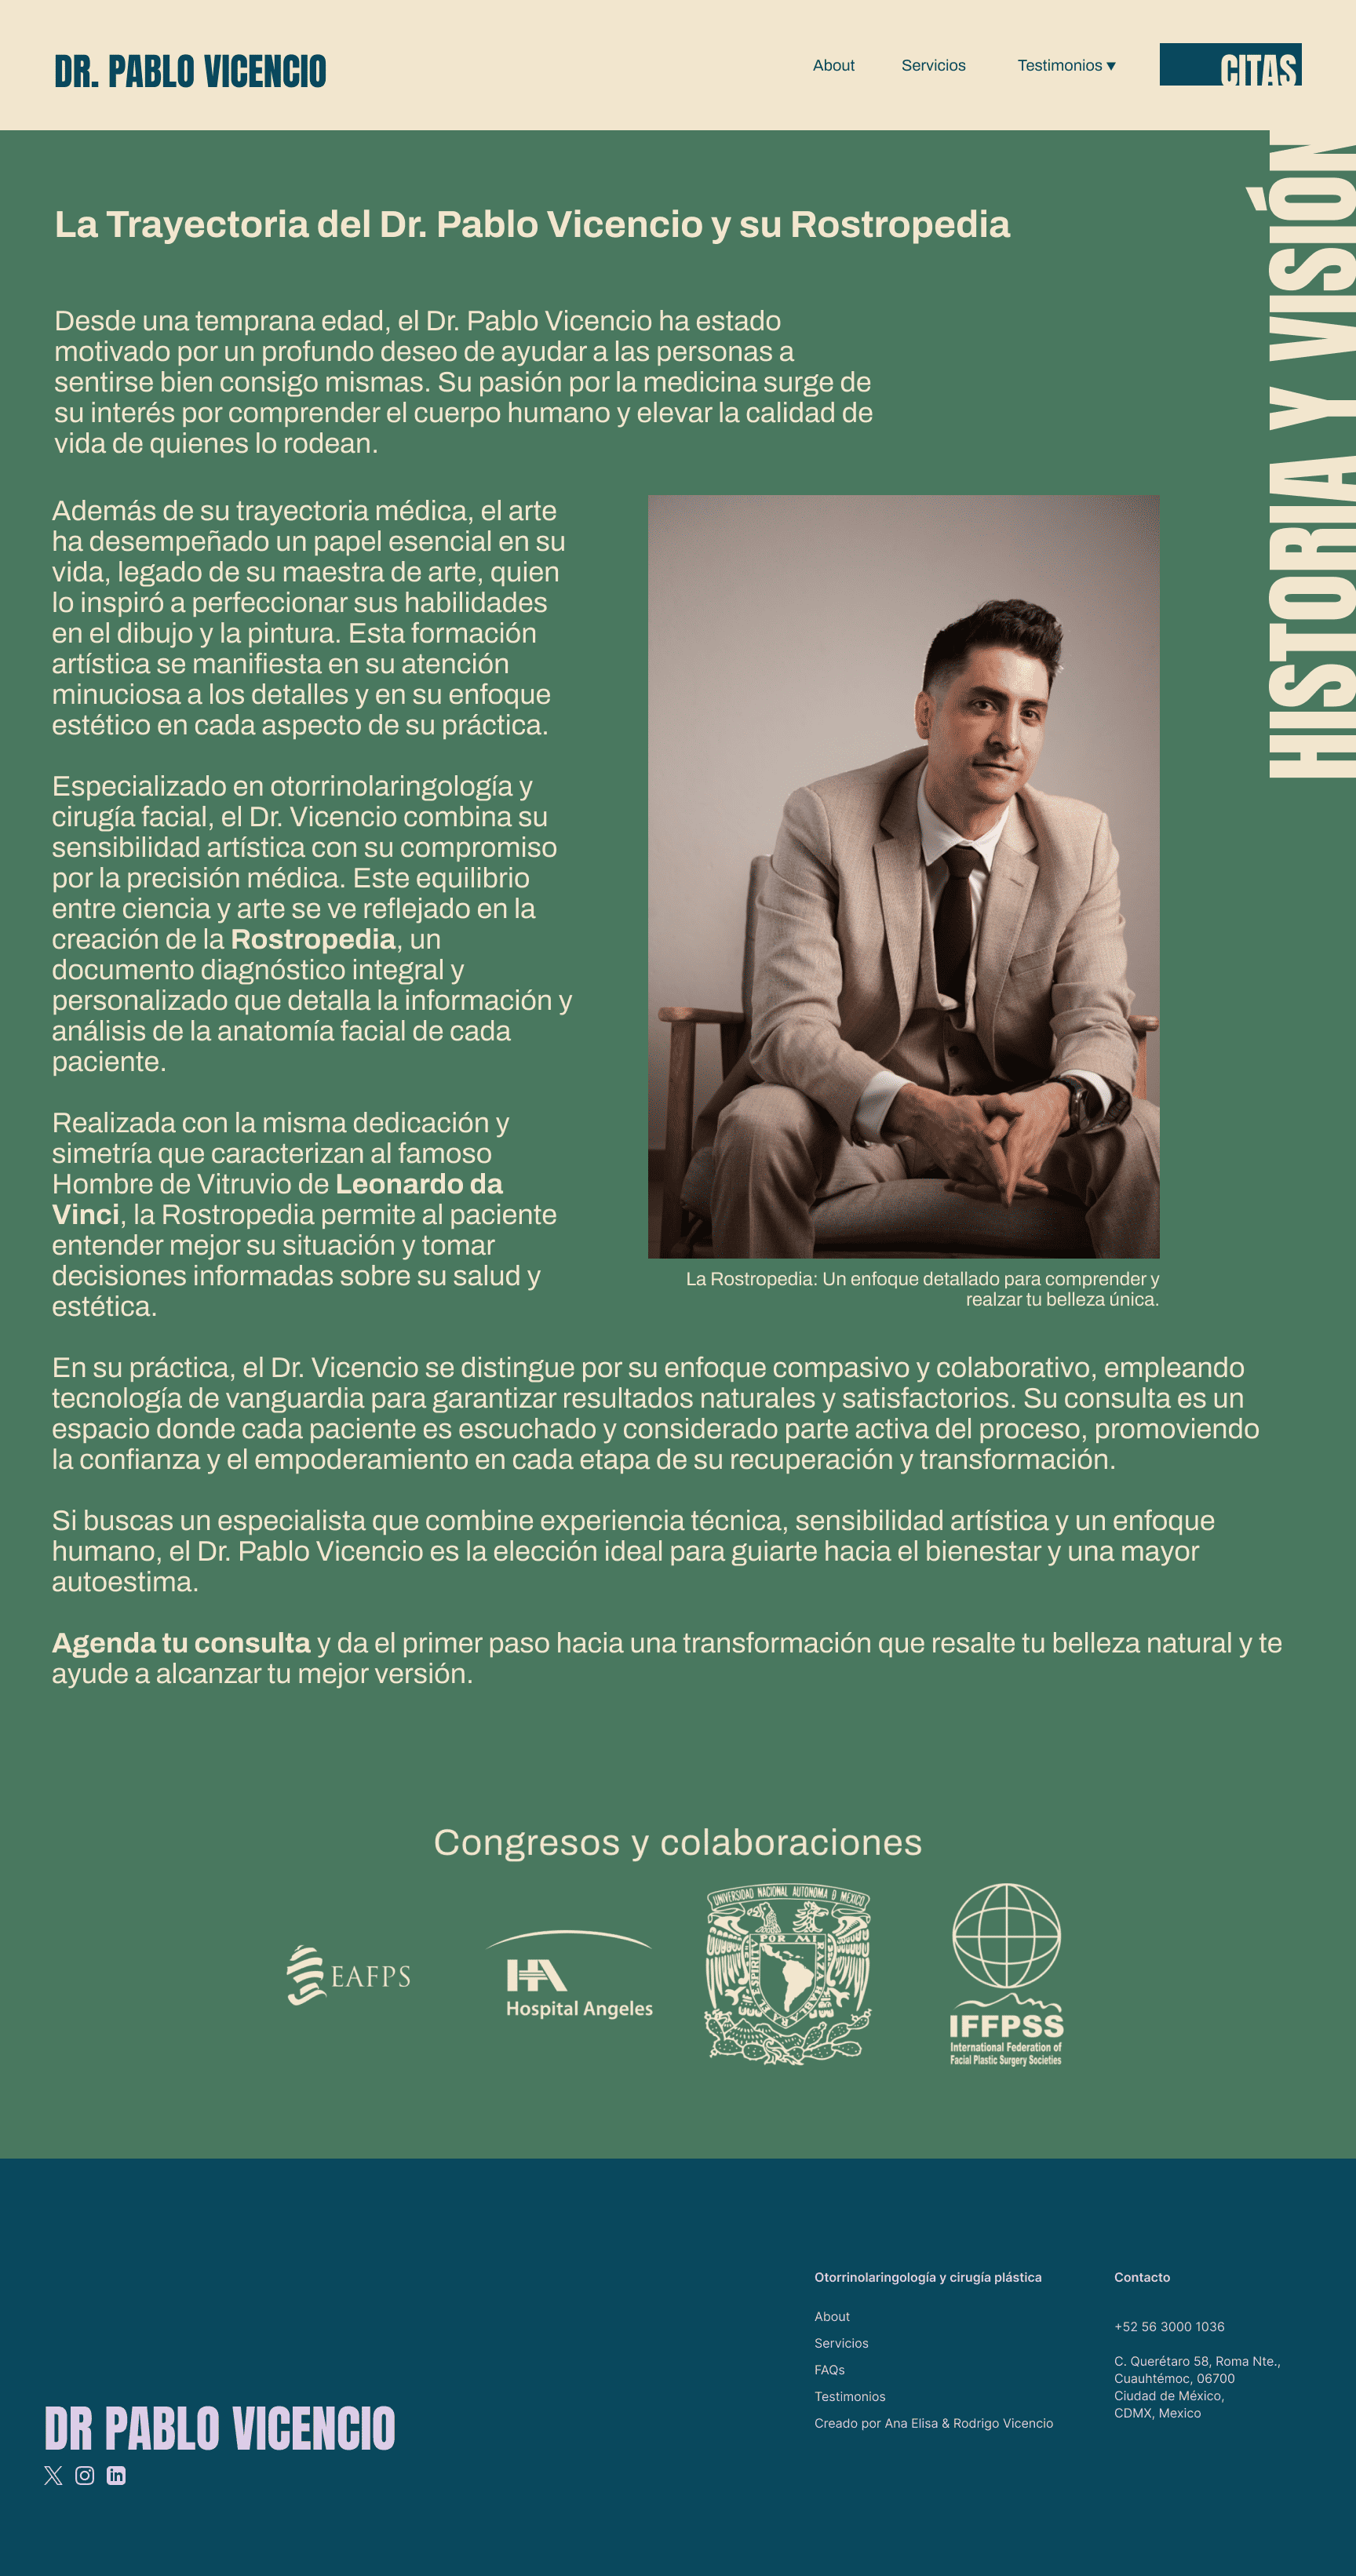 DR. PABLO VICENCIO
About
Servicios
Testimonios ▼
CITAS
HISTORIA Y VISIÓN
La Trayectoria del Dr. Pablo Vicencio y su Rostropedia
Desde una temprana edad, el Dr. Pablo Vicencio ha estado
motivado por un profundo deseo de ayudar a las personas a
sentirse bien consigo mismas. Su pasión por la medicina surge de
su interés por comprender el cuerpo humano y elevar la calidad de
vida de quienes lo rodean.
Además de su trayectoria médica, el arte
ha desempeñado un papel esencial en su
vida, legado de su maestra de arte, quien
lo inspiró a perfeccionar sus habilidades
en el dibujo y la pintura. Esta formación
artística se manifiesta en su atención
minuciosa a los detalles y en su enfoque
estético en cada aspecto de su práctica.
Especializado en otorrinolaringología y
cirugía facial, el Dr. Vicencio combina su
sensibilidad artística con su compromiso
por la precisión médica. Este equilibrio
entre ciencia y arte se ve reflejado en la
creación de la Rostropedia, un
documento diagnóstico integral y
personalizado que detalla la información y
análisis de la anatomía facial de cada
paciente.
Realizada con la misma dedicación y
simetría que caracterizan al famoso
Hombre de Vitruvio de Leonardo da
Vinci, la Rostropedia permite al paciente
entender mejor su situación y tomar
decisiones informadas sobre su salud y
estética.
La Rostropedia: Un enfoque detallado para comprender y
realzar tu belleza única.
En su práctica, el Dr. Vicencio se distingue por su enfoque compasivo y colaborativo, empleando
tecnología de vanguardia para garantizar resultados naturales y satisfactorios. Su consulta es un
espacio donde cada paciente es escuchado y considerado parte activa del proceso, promoviendo
la confianza y el empoderamiento en cada etapa de su recuperación y transformación.
Si buscas un especialista que combine experiencia técnica, sensibilidad artística y un enfoque
humano, el Dr. Pablo Vicencio es la elección ideal para guiarte hacia el bienestar y una mayor
autoestima.
Agenda tu consulta y da el primer paso hacia una transformación que resalte tu belleza natural y te
ayude a alcanzar tu mejor versión.
Congresos y colaboraciones
EAFPS
HA
Hospital Angeles
UNIVERSIDAD NACIONAL AUTONOMA D MEXICO
POR MI RAZA HABLARA EL ESPIRITU
IFFPSS
International Federation of
Facial Plastic Surgery Societies
Otorrinolaringología y cirugía plástica
About
Servicios
FAQs
Testimonios
Creado por Ana Elisa & Rodrigo Vicencio
Contacto
+52 56 3000 1036
C. Querétaro 58, Roma Nte.,
Cuauhtémoc, 06700
Ciudad de México,
CDMX, Mexico
DR PABLO VICENCIO